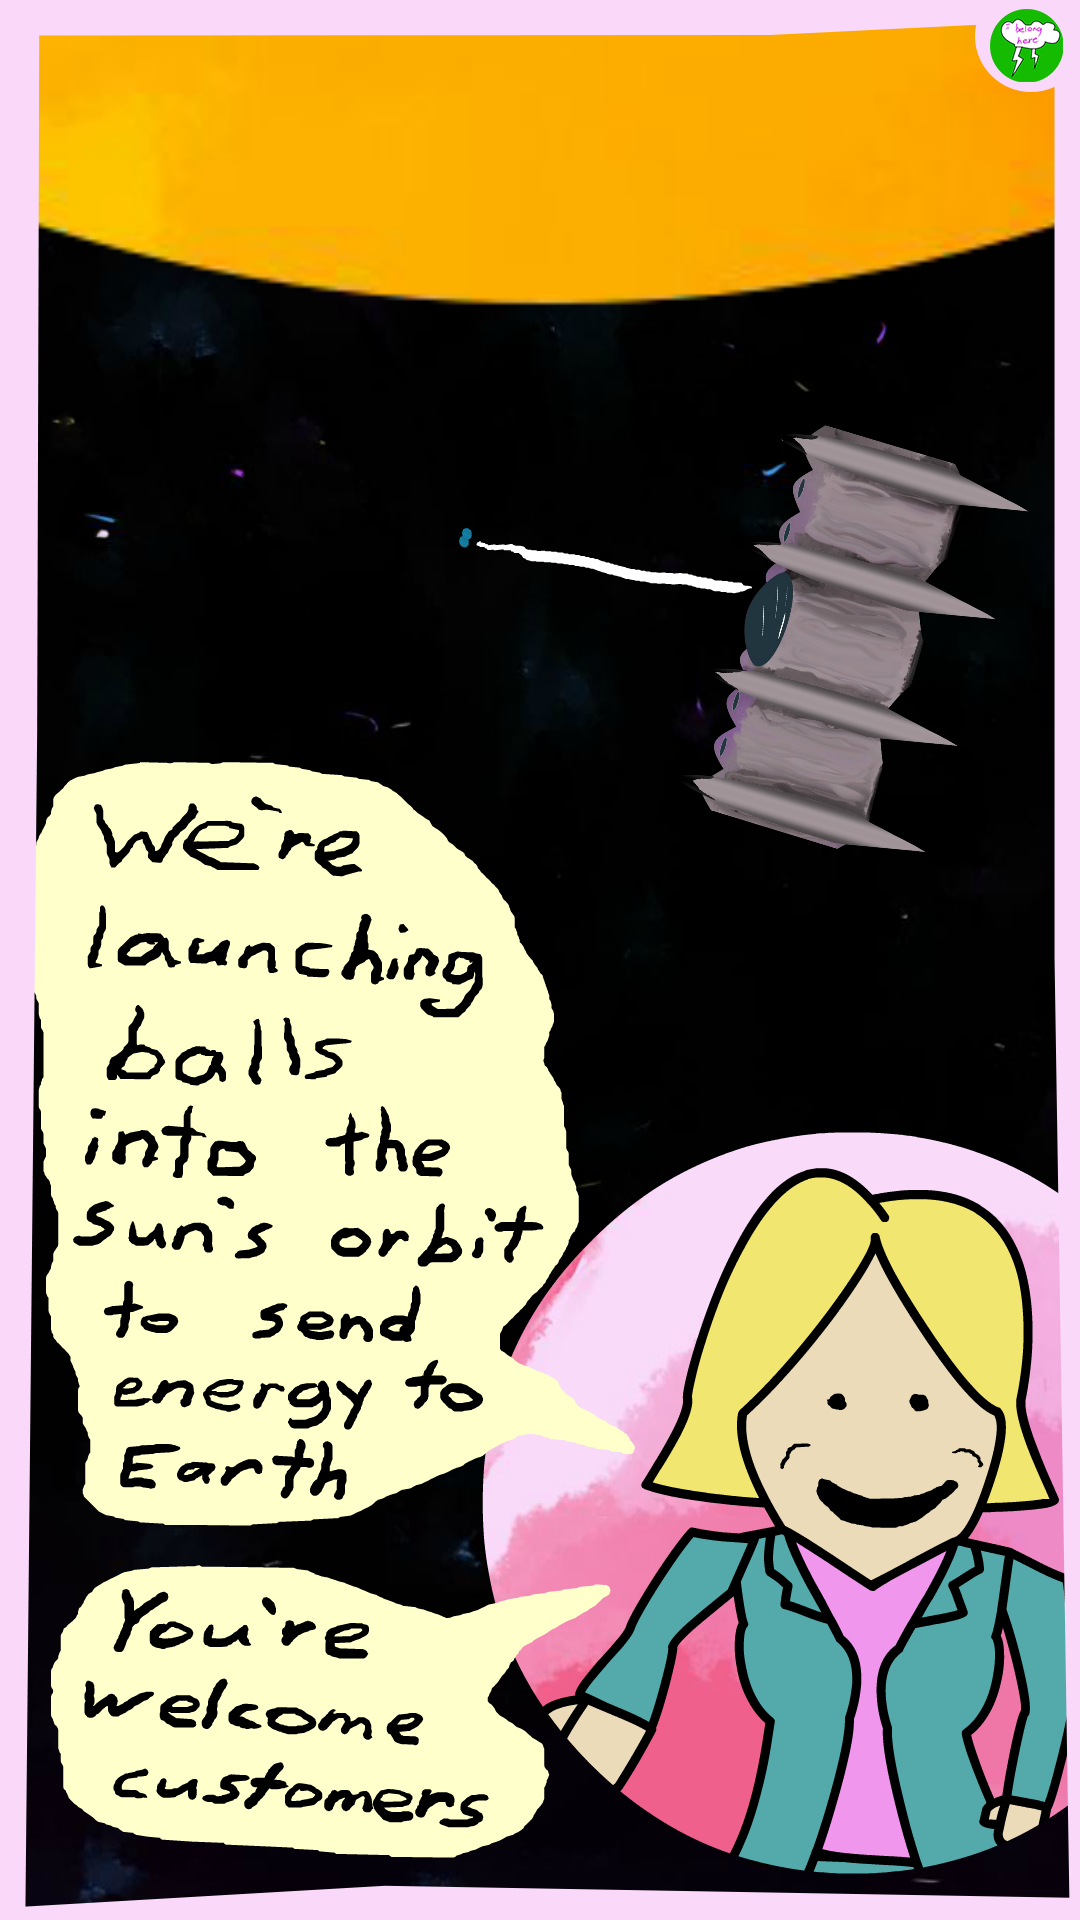 belong
here
We're
launching
balls
into the
sun's orbit
to send
energy to
Earth
You're
welcome
customers